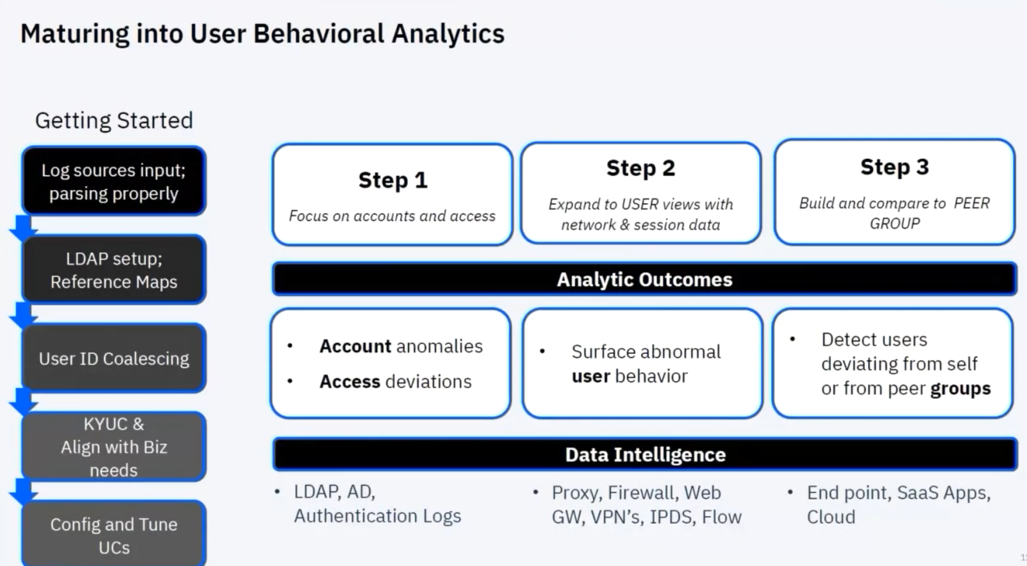 Maturing into User Behavioral Analytics
Getting Started
Log sources input;
parsing properly
LDAP setup;
Reference Maps
User ID Coalescing
KYUC &
Align with Biz
needs
Config and Tune
UCs
Step 1
Focus on accounts and access
Step 2
Expand to USER views with
network & session data
Step 3
Build and compare to PEER
GROUP
Analytic Outcomes
• Account anomalies
• Access deviations
• Surface abnormal
user behavior
• Detect users
deviating from self
or from peer groups
Data Intelligence
• LDAP, AD,
Authentication Logs
• Proxy, Firewall, Web
GW, VPN's, IPDS, Flow
• End point, SaaS Apps,
Cloud